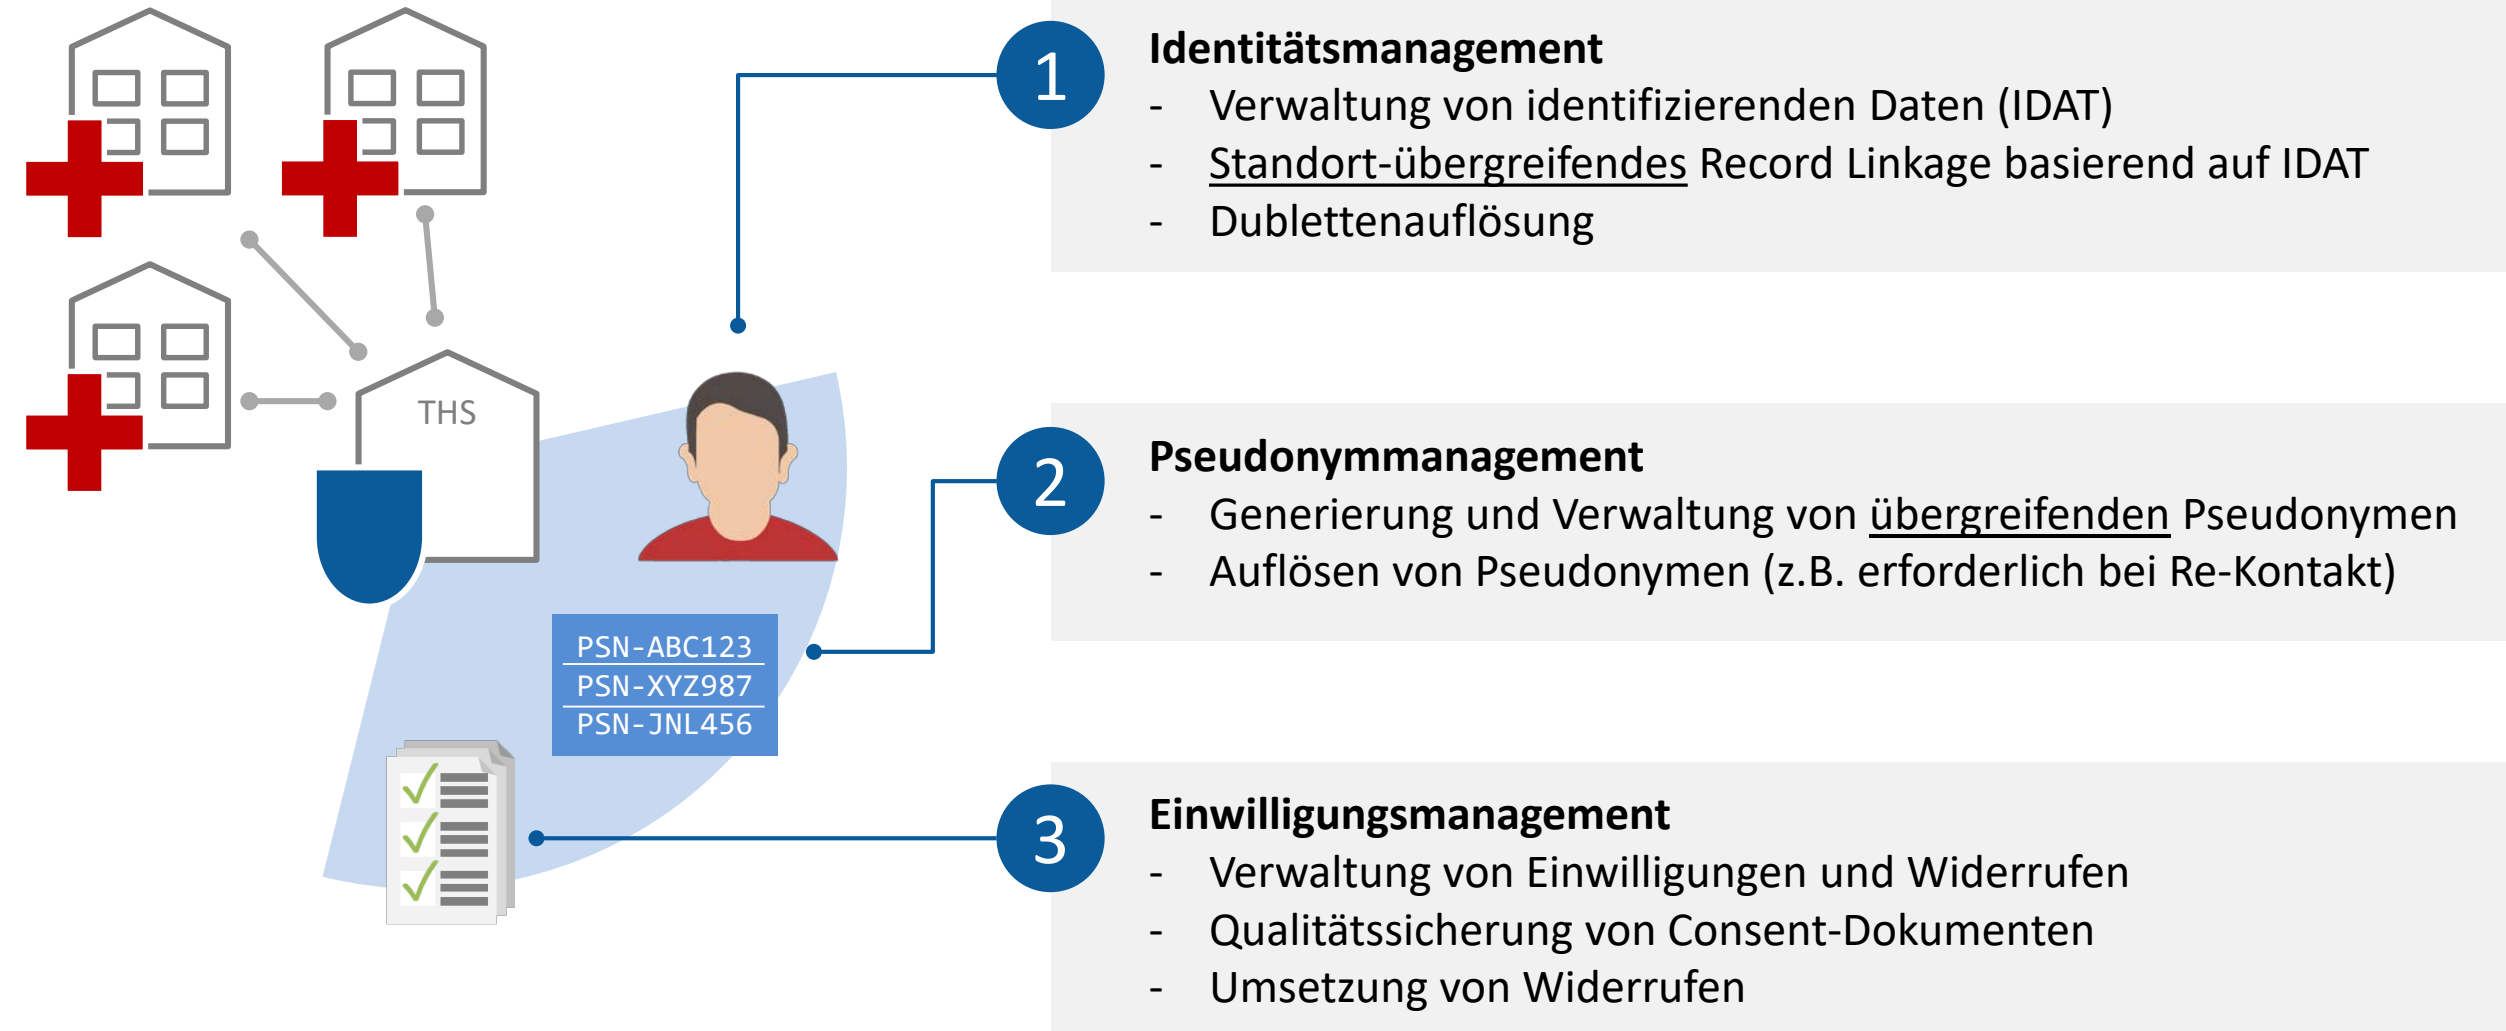 1
Identitätsmanagement
- Verwaltung von identifizierenden Daten (IDAT)
- Standort-übergreifendes Record Linkage basierend auf IDAT
- Dublettenauflösung
THS
2
Pseudonymmanagement
- Generierung und Verwaltung von übergreifenden Pseudonymen
- Auflösen von Pseudonymen (z.B. erforderlich bei Re-Kontakt)
PSN-ABC123
PSN-XYZ987
PSN-JNL456
3
Einwilligungsmanagement
- Verwaltung von Einwilligungen und Widerrufen
- Qualitätssicherung von Consent-Dokumenten
- Umsetzung von Widerrufen